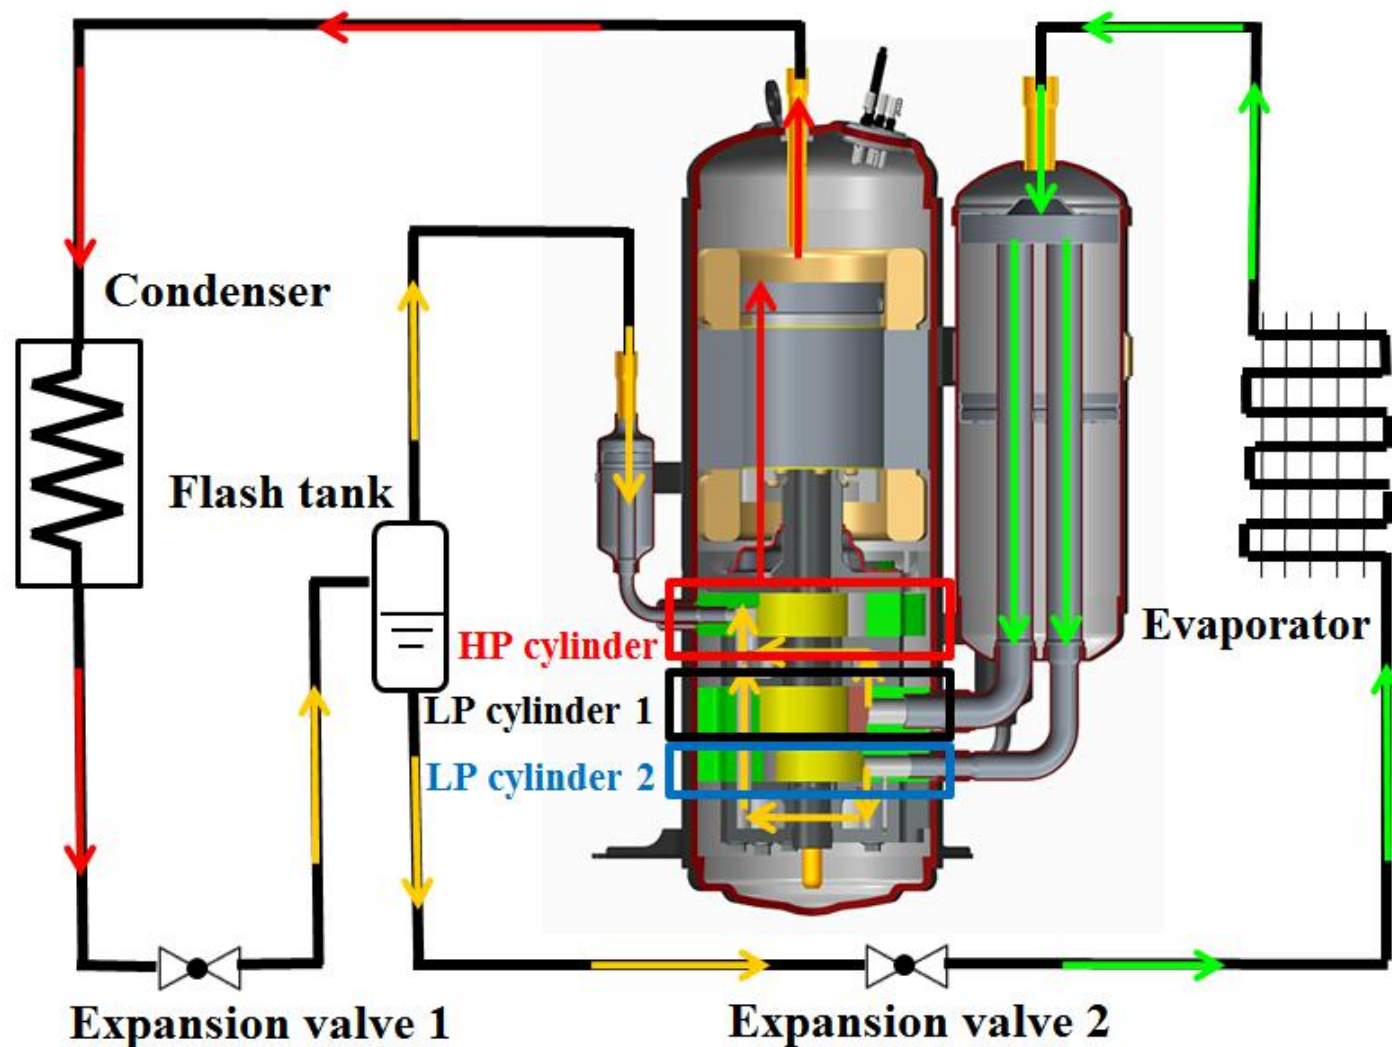 Condenser
Flash tank
HP cylinder
Evaporator
LP cylinder 1
LP cylinder 2
Expansion valve 1
Expansion valve 2